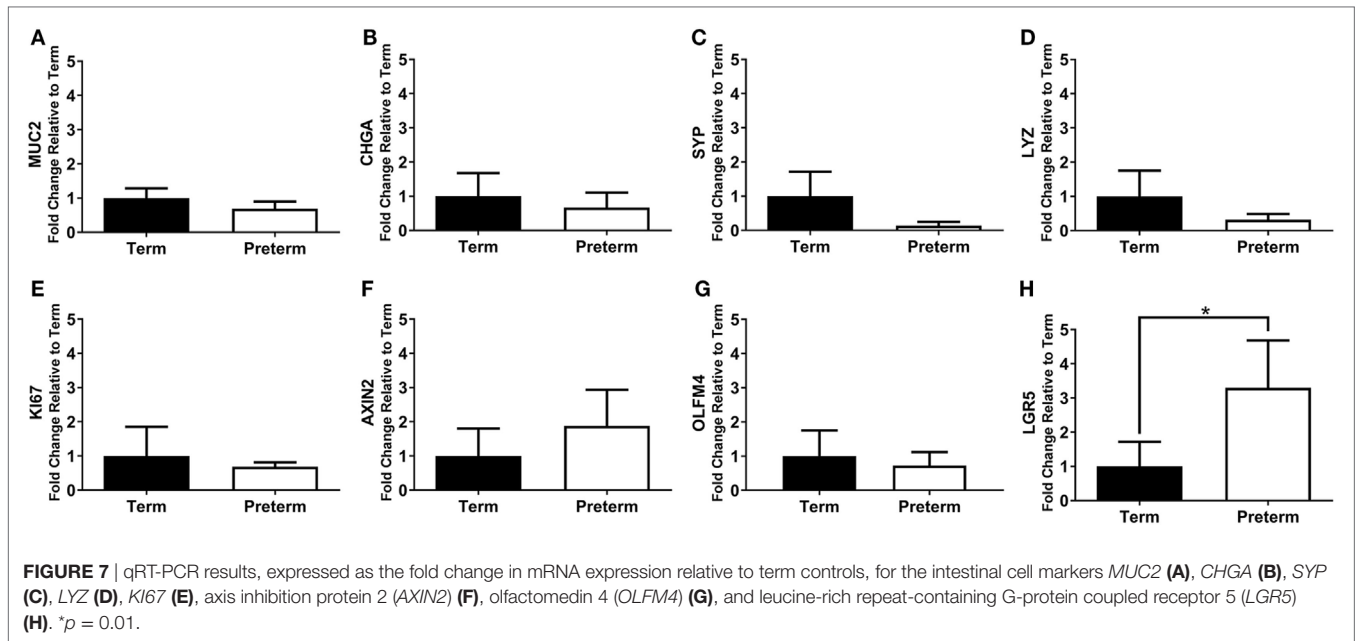 A
MUC2
Fold Change Relative to Term
5
4
3
2
1
0
Term Preterm
B
CHGA
Fold Change Relative to Term
5
4
3
2
1
0
Term Preterm
C
SYP
Fold Change Relative to Term
5
4
3
2
1
0
Term Preterm
D
LYZ
Fold Change Relative to Term
5
4
3
2
1
0
Term Preterm
E
KI67
Fold Change Relative to Term
5
4
3
2
1
0
Term Preterm
F
AXIN2
Fold Change Relative to Term
5
4
3
2
1
0
Term Preterm
G
OLFM4
Fold Change Relative to Term
5
4
3
2
1
0
Term Preterm
H
LGR5
Fold Change Relative to Term
5
4
3
2
1
0
*
Term Preterm
FIGURE 7 | qRT-PCR results, expressed as the fold change in mRNA expression relative to term controls, for the intestinal cell markers MUC2 (A), CHGA (B), SYP
(C), LYZ (D), KI67 (E), axis inhibition protein 2 (AXIN2) (F), olfactomedin 4 (OLFM4) (G), and leucine-rich repeat-containing G-protein coupled receptor 5 (LGR5)
(H). *p = 0.01.